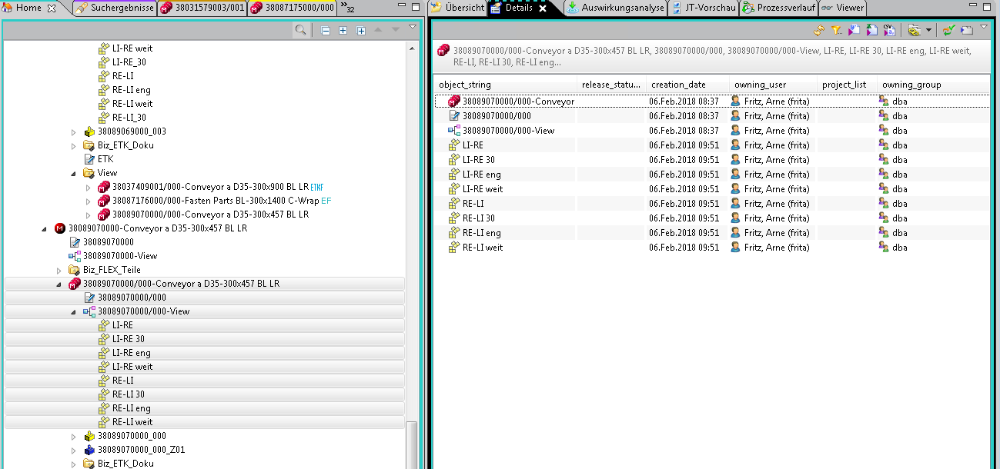 Home
Suchergebnisse
38031579003/001
38087175000/000
32
LI-RE weit
LI-RE_30
RE-LI
RE-LI eng
RE-LI weit
RE-LI_30
38089069000_003
Biz_ETK_Doku
ETK
View
38037409001/000-Conveyor a D35-300x900 BL LR ETKF
38087176000/000-Fasten Parts BL-300x1400 C-Wrap EF
38089070000/000-Conveyor a D35-300x457 BL LR
38089070000-Conveyor a D35-300x457 BL LR
38089070000
38089070000-View
Biz_FLEX_Teile
38089070000/000-Conveyor a D35-300x457 BL LR
38089070000/000
38089070000/000-View
LI-RE
LI-RE 30
LI-RE eng
LI-RE weit
RE-LI
RE-LI 30
RE-LI eng
RE-LI weit
38089070000_000
38089070000_000_Z01
Biz_ETK_Doku
Übersicht
Details
Auswirkungsanalyse
JT-Vorschau
Prozessverlauf
Viewer
CSV
38089070000/000-Conveyor a D35-300x457 BL LR, 38089070000/000, 38089070000/000-View, LI-RE, LI-RE 30, LI-RE eng, LI-RE weit,
RE-LI, RE-LI 30, RE-LI eng...
object_string release_statu... creation_date owning_user project_list owning_group
38089070000/000-Conveyor 06.Feb.2018 08:37 Fritz, Arne (frita) dba
38089070000/000 06.Feb.2018 08:37 Fritz, Arne (frita) dba
38089070000/000-View 06.Feb.2018 08:37 Fritz, Arne (frita) dba
LI-RE 06.Feb.2018 09:51 Fritz, Arne (frita) dba
LI-RE 30 06.Feb.2018 09:51 Fritz, Arne (frita) dba
LI-RE eng 06.Feb.2018 09:51 Fritz, Arne (frita) dba
LI-RE weit 06.Feb.2018 09:51 Fritz, Arne (frita) dba
RE-LI 06.Feb.2018 09:51 Fritz, Arne (frita) dba
RE-LI 30 06.Feb.2018 09:51 Fritz, Arne (frita) dba
RE-LI eng 06.Feb.2018 09:51 Fritz, Arne (frita) dba
RE-LI weit 06.Feb.2018 09:51 Fritz, Arne (frita) dba